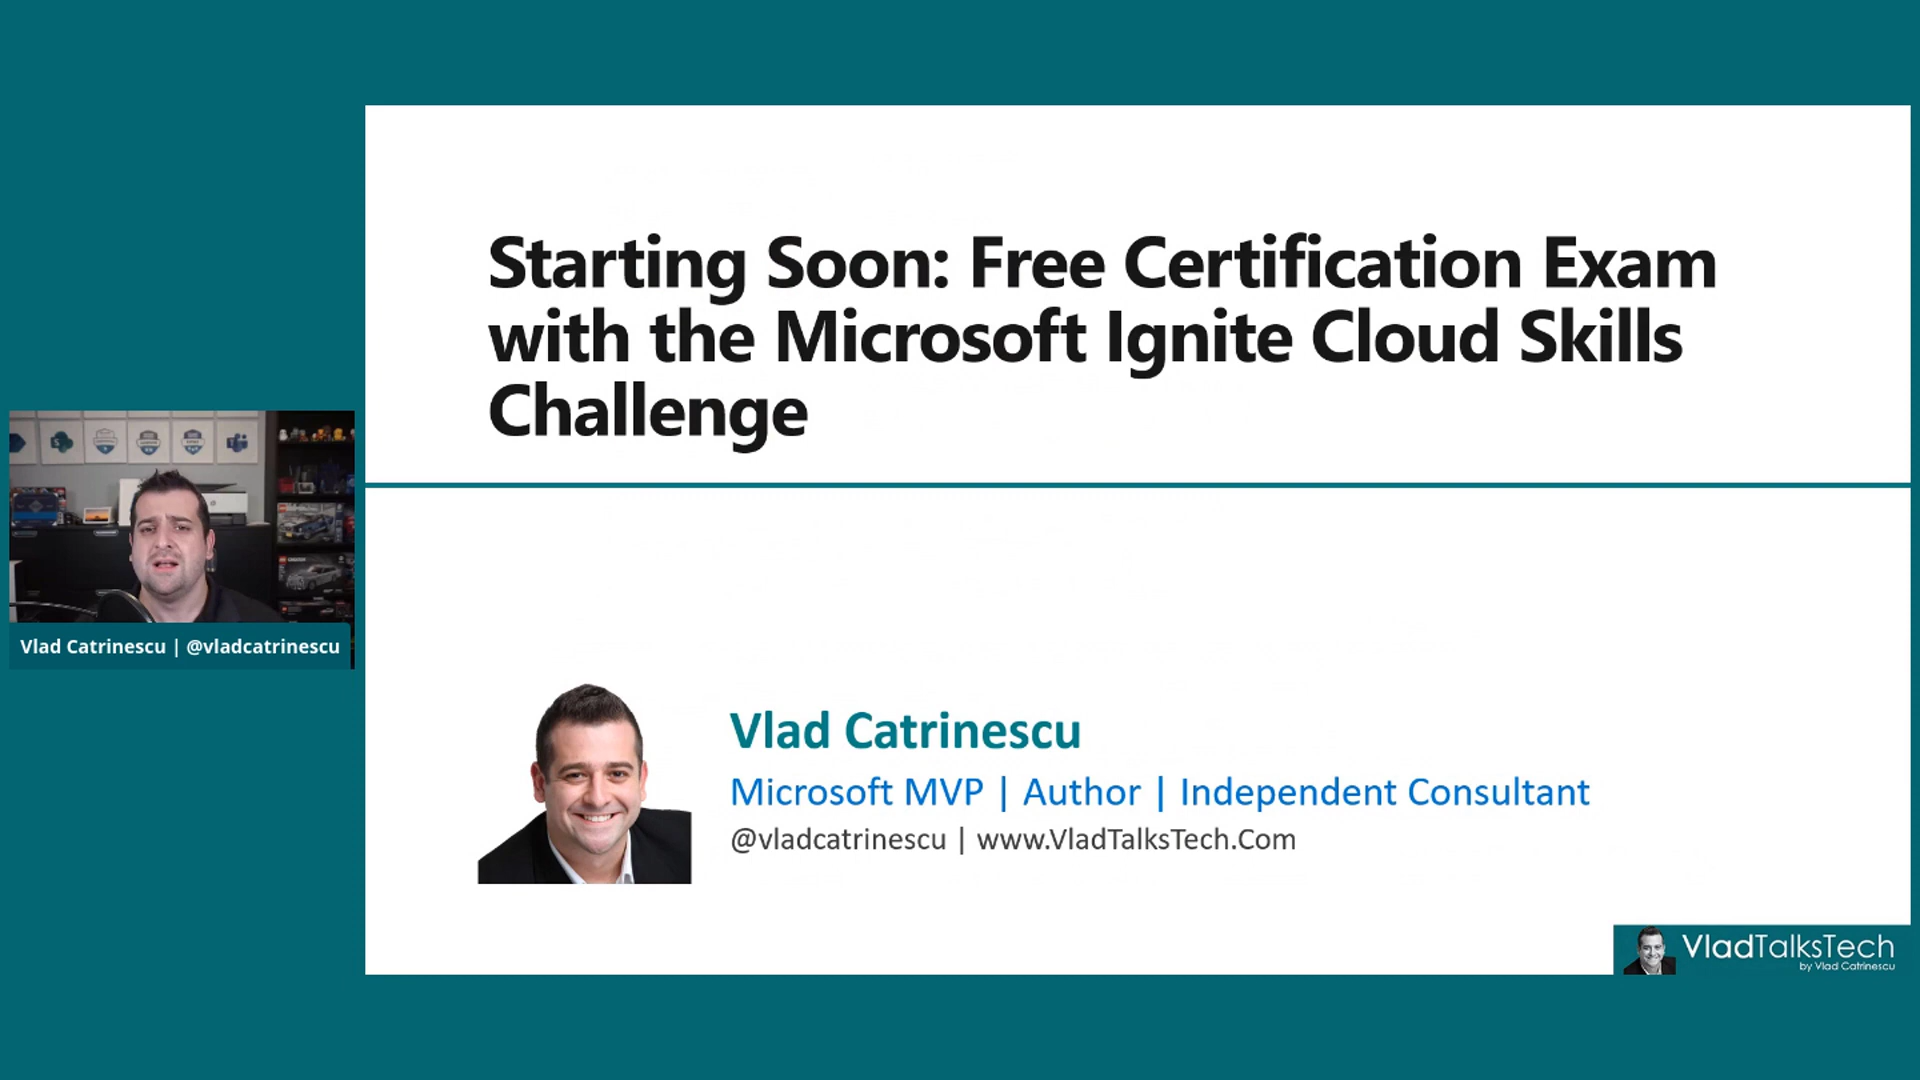 Starting Soon: Free Certification Exam
with the Microsoft Ignite Cloud Skills
Challenge
Vlad Catrinescu | @vladcatrinescu
Vlad Catrinescu
Microsoft MVP | Author | Independent Consultant
@vladcatrinescu | www.VladTalksTech.Com
VladTalksTech
by Vlad Catrinescu